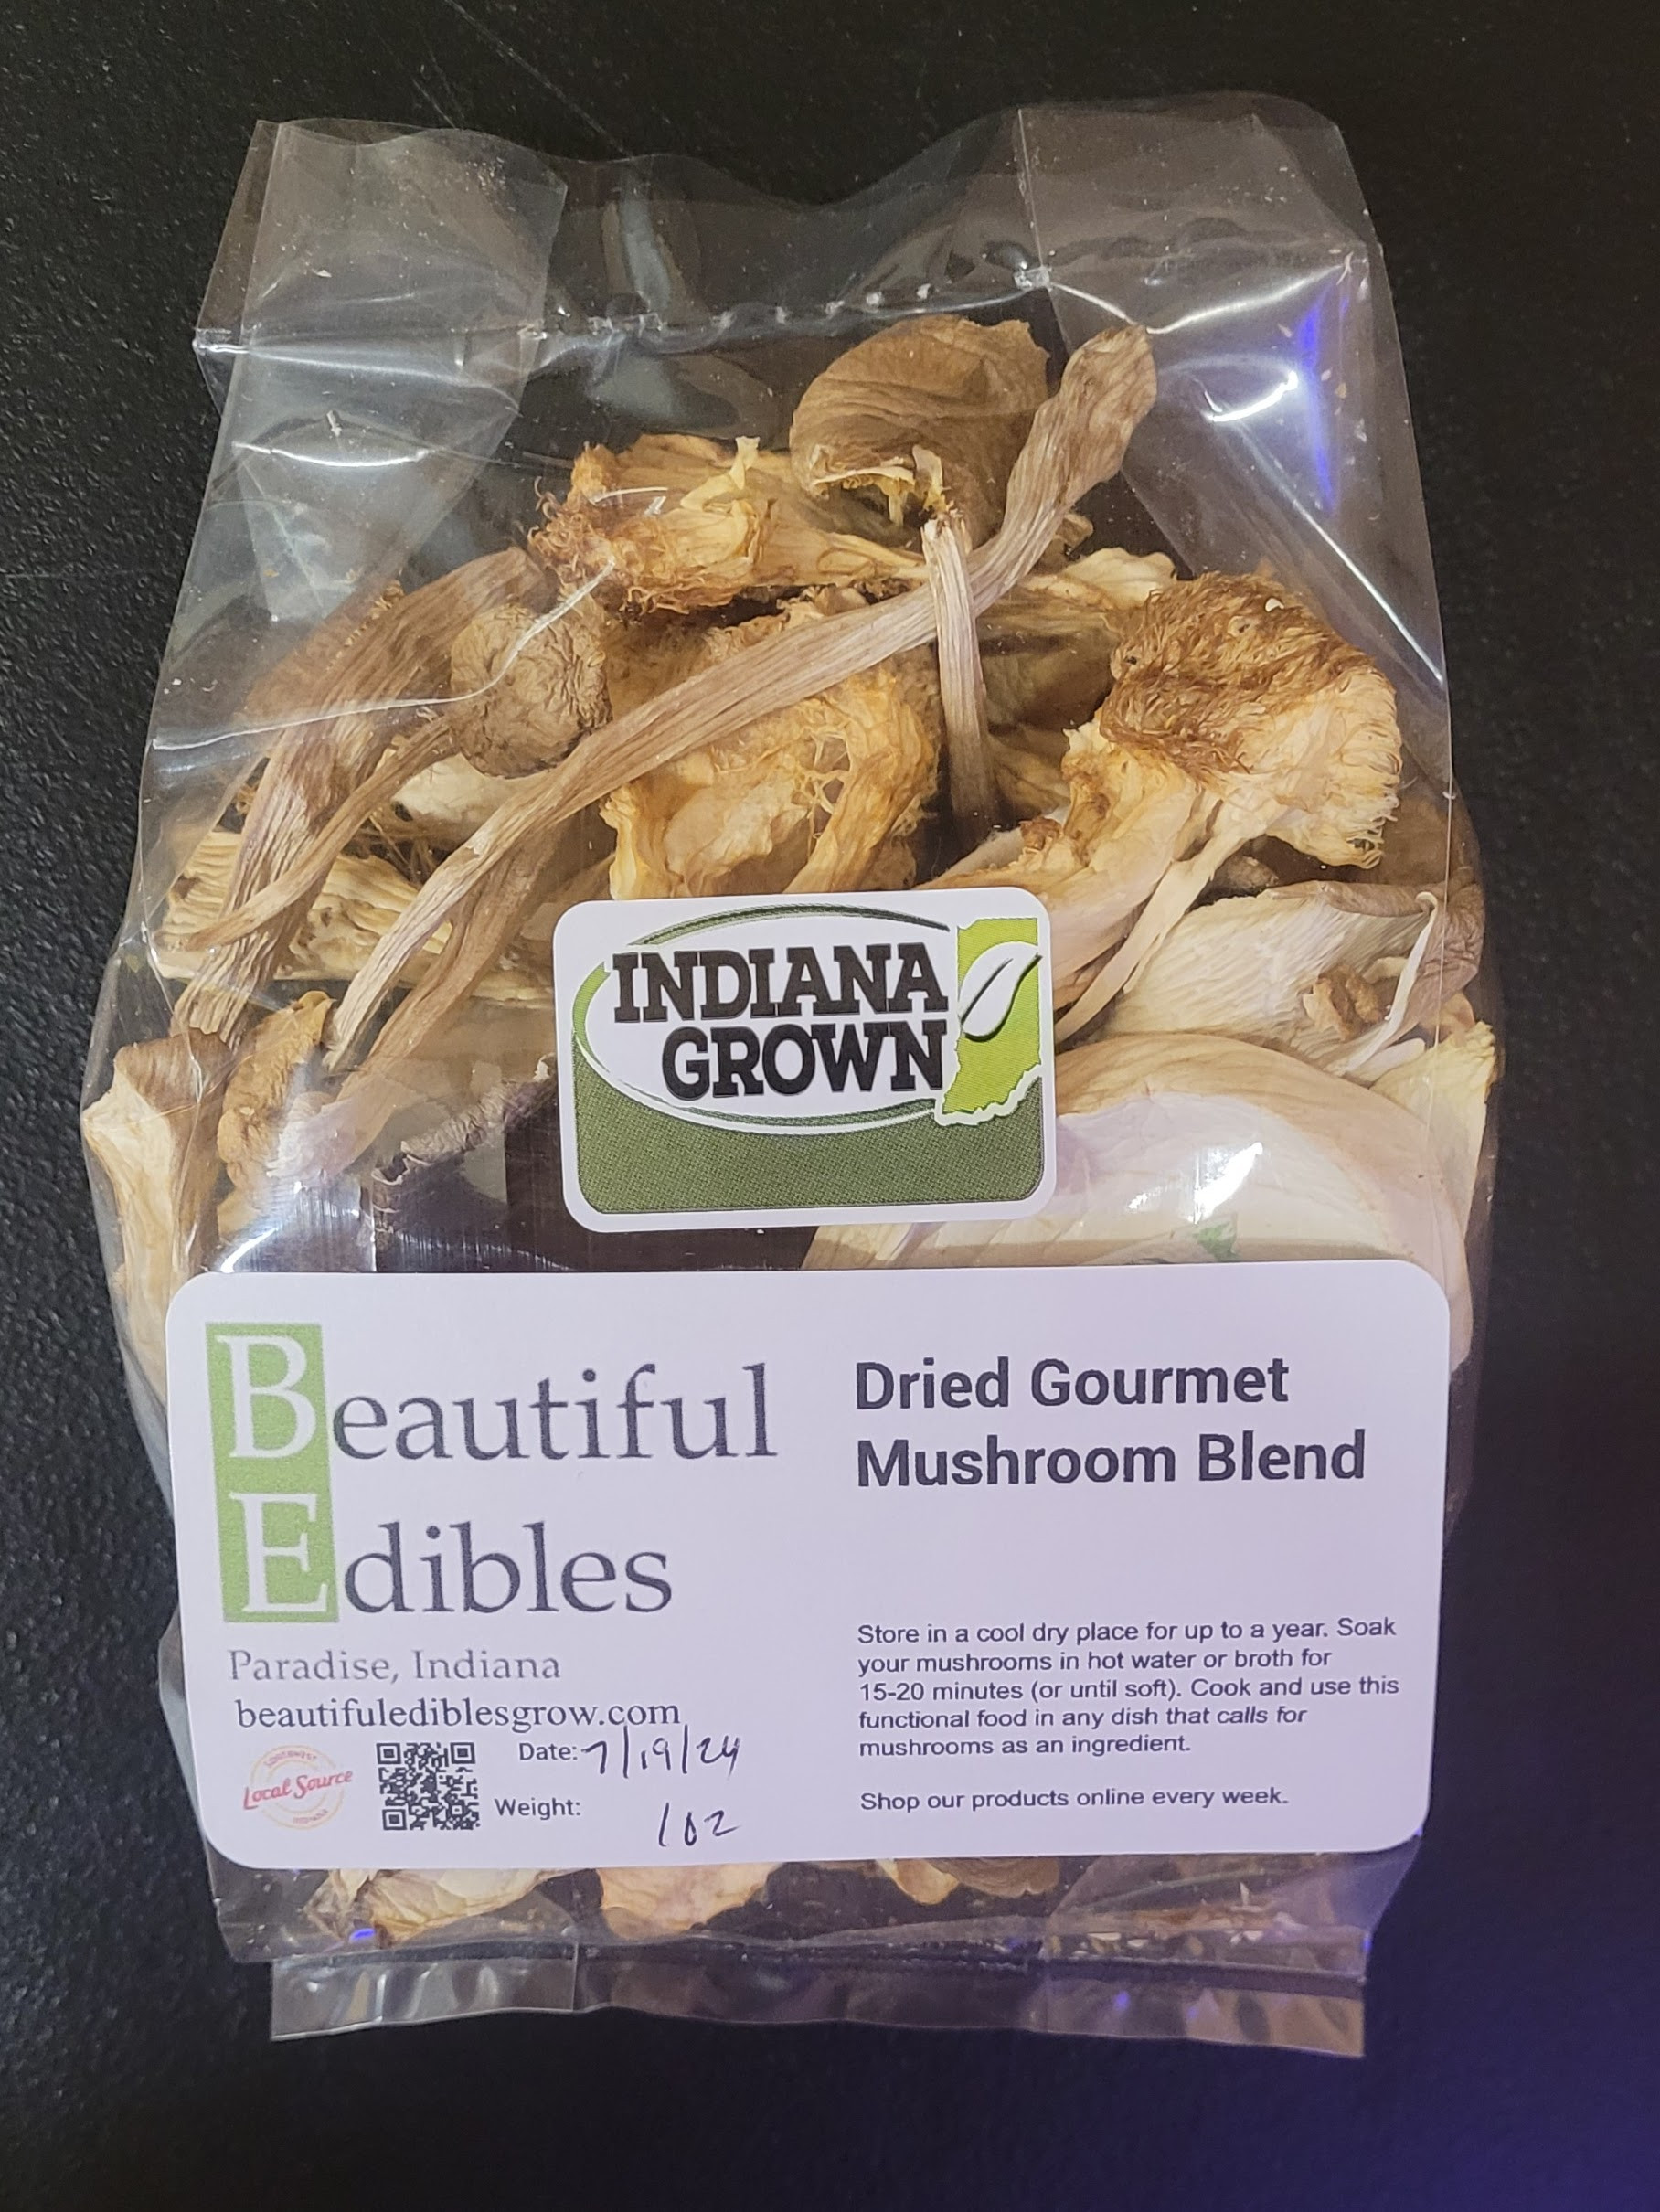 INDIANA
GROWN
Beautiful
Edibles
Paradise, Indiana
beautifulediblesgrow.com
SOUTHWEST
Local Source
INDIANA
Date: 7/19/24
Weight: 1oz
Dried Gourmet
Mushroom Blend
Store in a cool dry place for up to a year. Soak
your mushrooms in hot water or broth for
15-20 minutes (or until soft). Cook and use this
functional food in any dish that calls for
mushrooms as an ingredient.
Shop our products online every week.